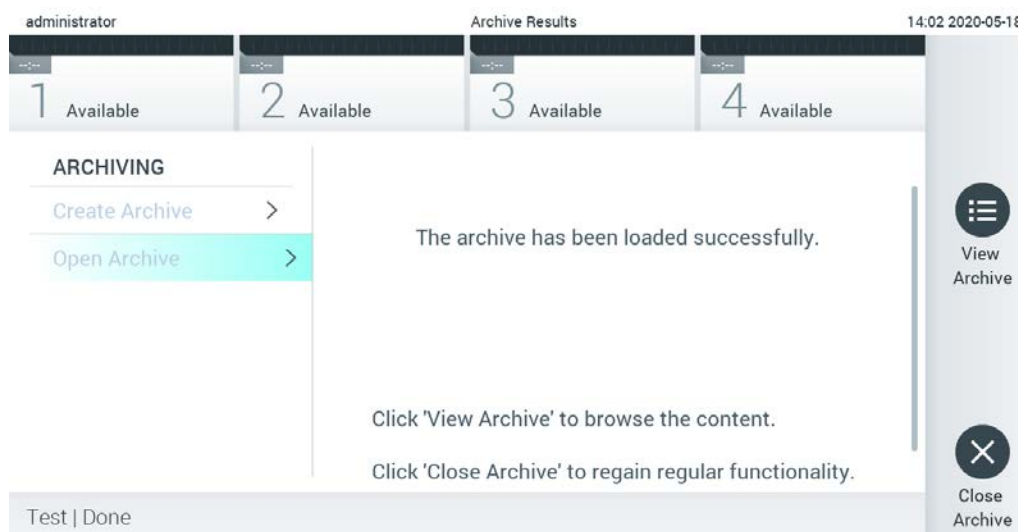 administrator Archive Results 14:02 2020-05-18
--:-- --:-- --:-- --:--
1 Available 2 Available 3 Available 4 Available
ARCHIVING
Create Archive >
Open Archive >
The archive has been loaded successfully.
Click 'View Archive' to browse the content.
Click 'Close Archive' to regain regular functionality.
View
Archive
Close
Archive
Test | Done